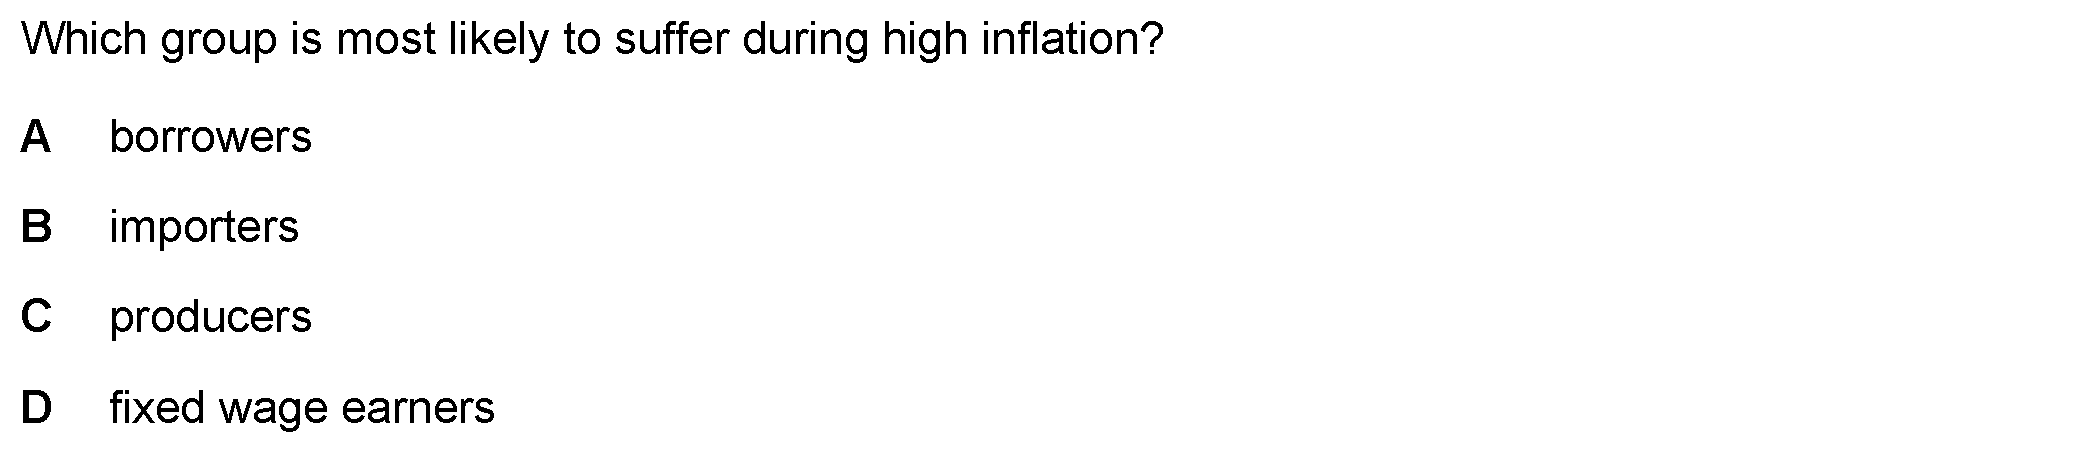 Which group is most likely to suffer during high inflation?
A borrowers
B importers
C producers
D fixed wage earners